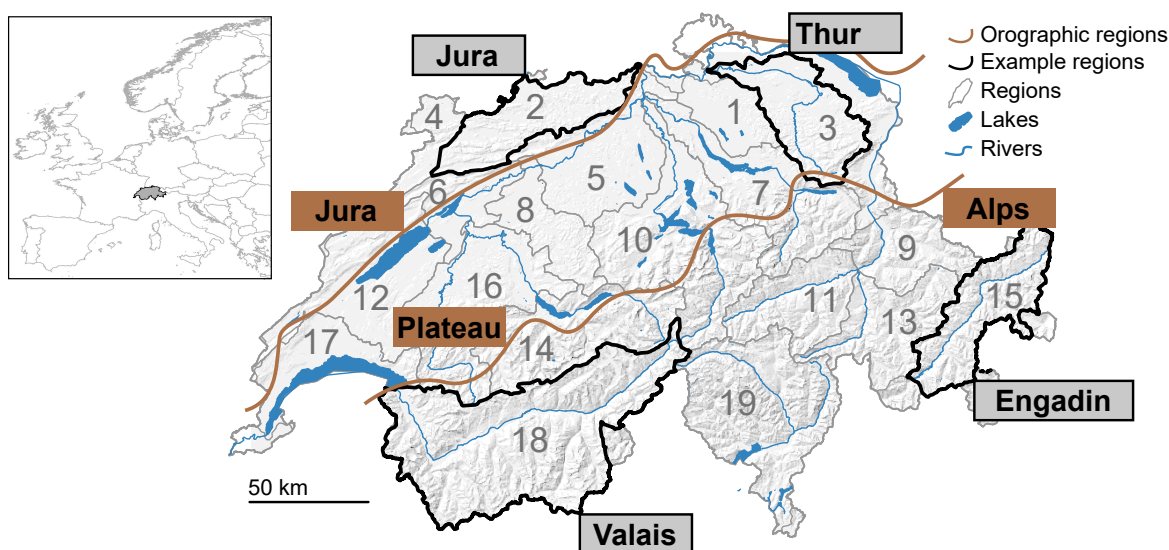 Jura
Thur
Orographic regions
Example regions
Regions
Lakes
Rivers
4
2
1
3
6
5
7
8
Jura
Alps
10
9
12
16
11
15
13
Plateau
14
17
19
18
Engadin
50 km
Valais